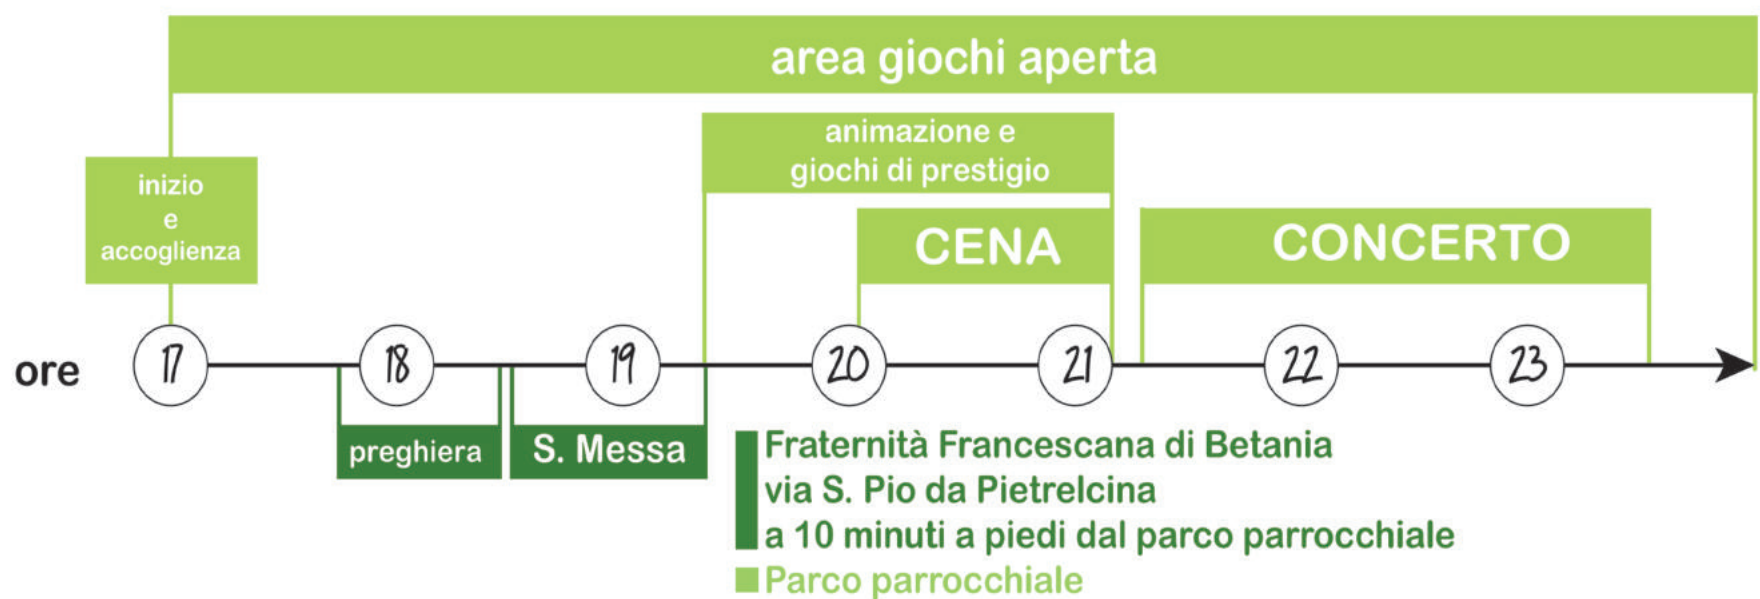 area giochi aperta
animazione e
giochi di prestigio
inizio
e
accoglienza
CENA
CONCERTO
ore
17
18
19
20
21
22
23
preghiera
S. Messa
Fraternità Francescana di Betania
via S. Pio da Pietrelcina
a 10 minuti a piedi dal parco parrocchiale
Parco parrocchiale